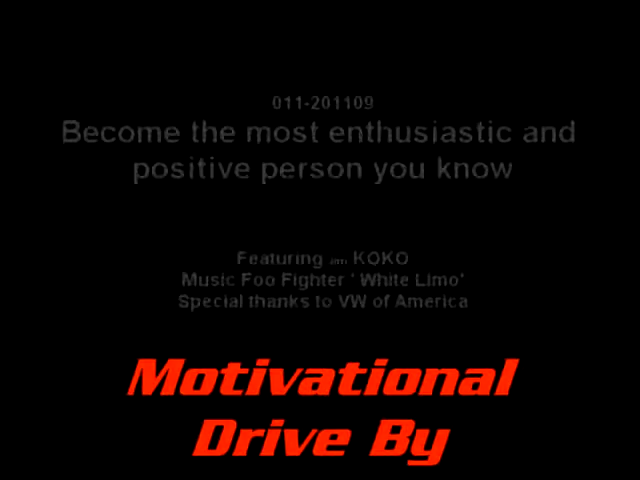 011-201109
Become the most enthusiastic and
positive person you know
Featuring KOKO
Music Foo Fighter ' White Limo'
Special thanks to VW of America
Motivational
Drive By